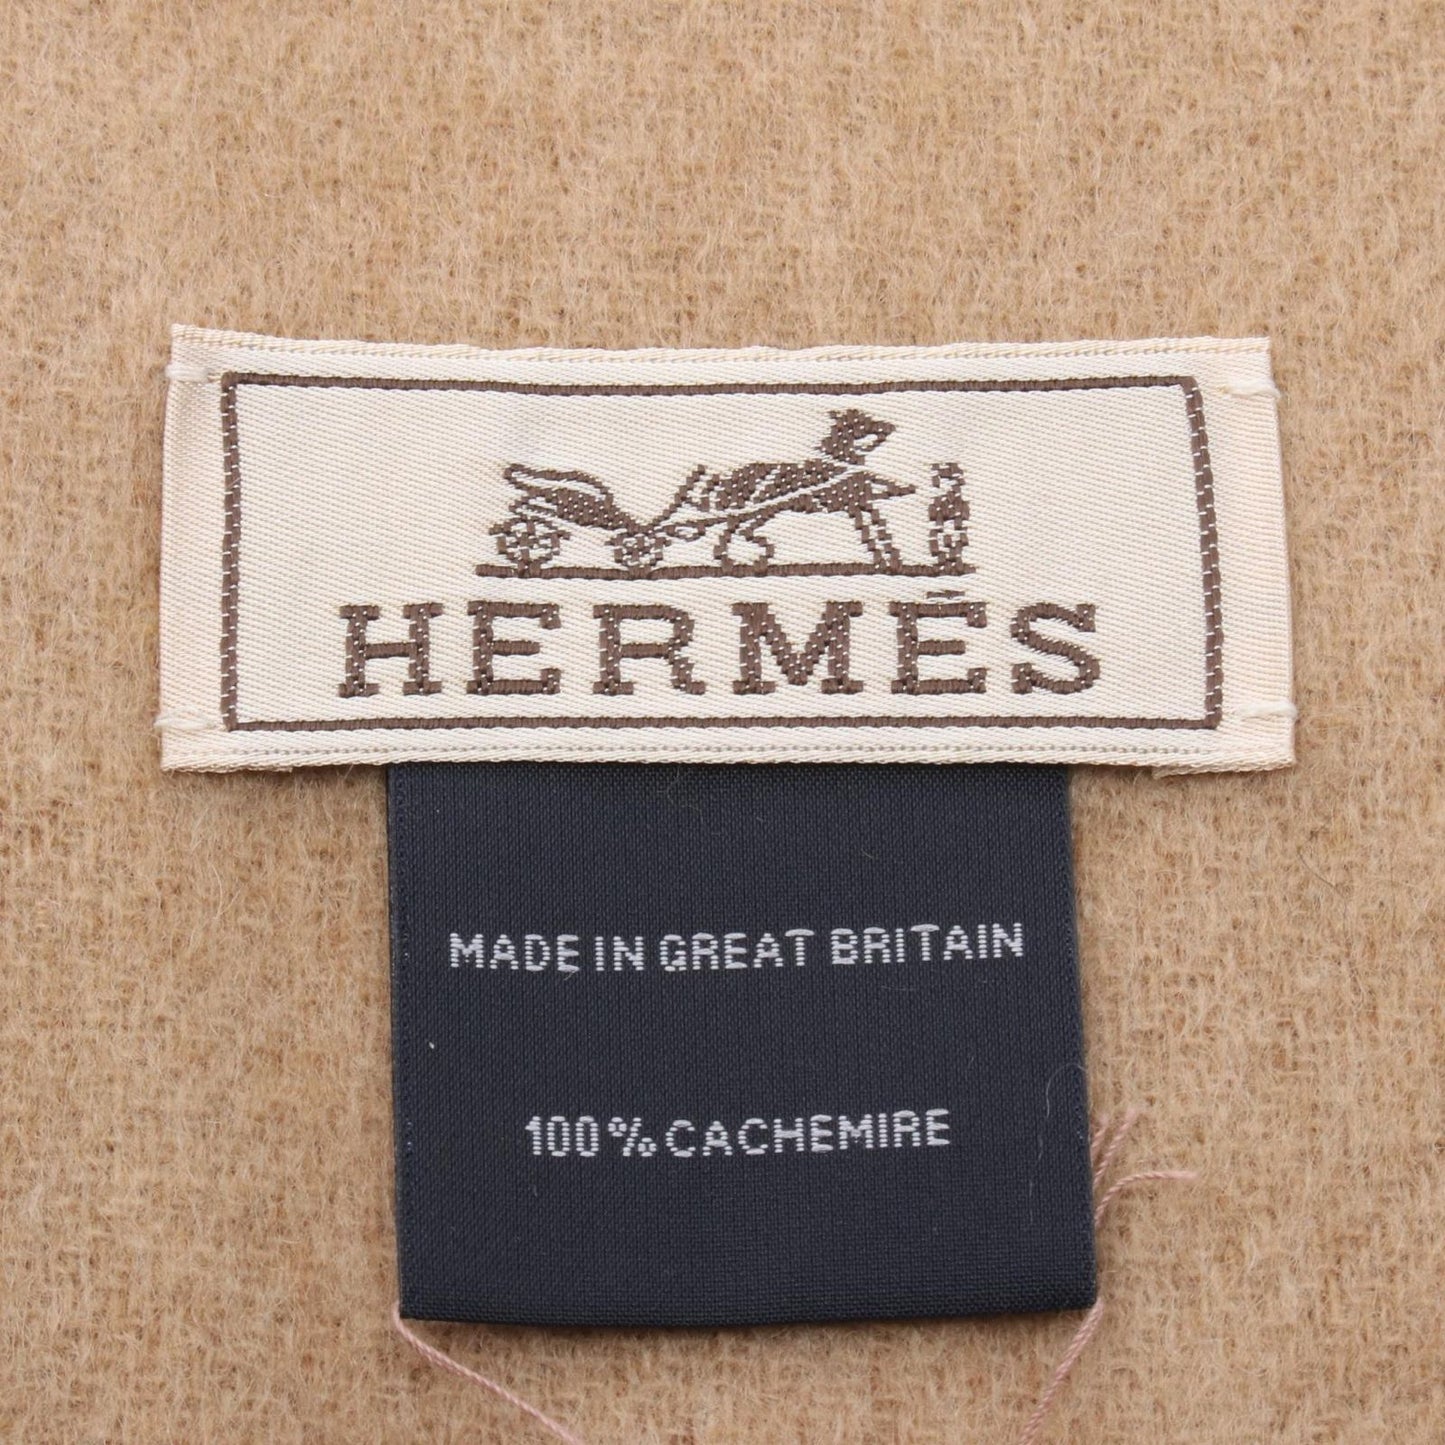 HERMÈS
MADE IN GREAT BRITAIN
100% CACHEMIRE